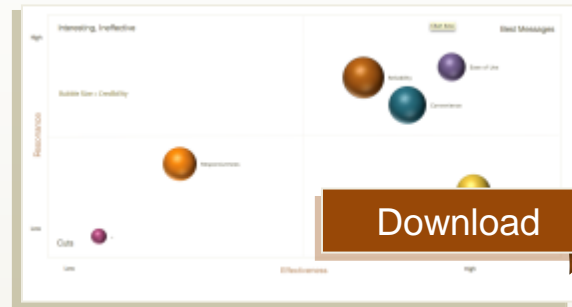 Interesting, Ineffective
Best Messages
High
Ease of Use
Reliability
Convenience
Bubble Size = Credibility
Resonance
Responsiveness
Download
Low
Cuts
Low
Effectiveness
High